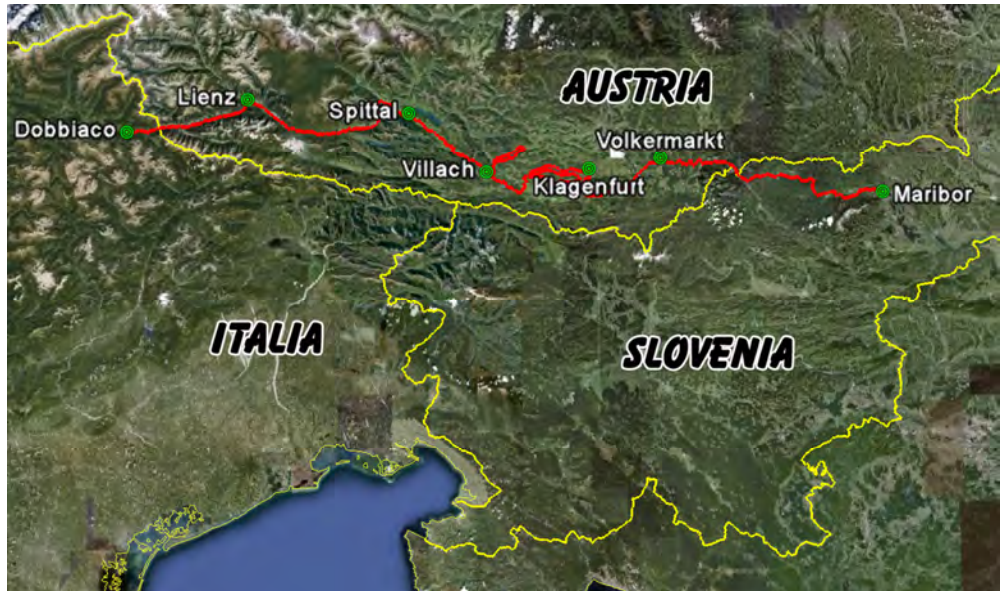 AUSTRIA
Lienz
Spittal
Dobbiaco
Volkermarkt
Villach
Klagenfurt
Maribor
ITALIA
SLOVENIA